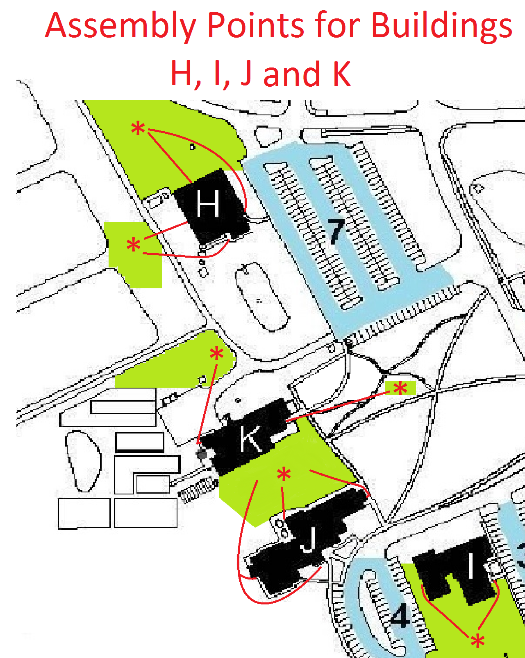 Assembly Points for Buildings
H, I, J and K
*
H
*
7
*
*
K
*
J
I
4
*